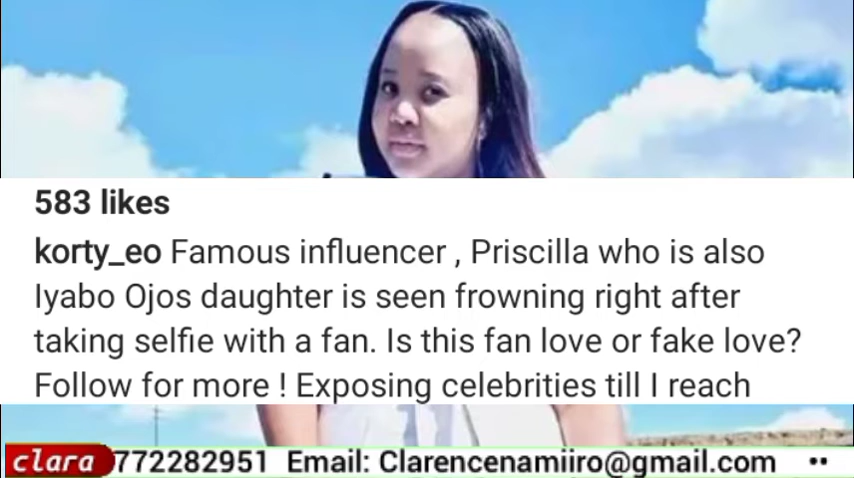 583 likes
korty_eo Famous influencer , Priscilla who is also
Iyabo Ojos daughter is seen frowning right after
taking selfie with a fan. Is this fan love or fake love?
Follow for more ! Exposing celebrities till I reach
clara 772282951 Email: Clarencenamiiro@gmail.com ••